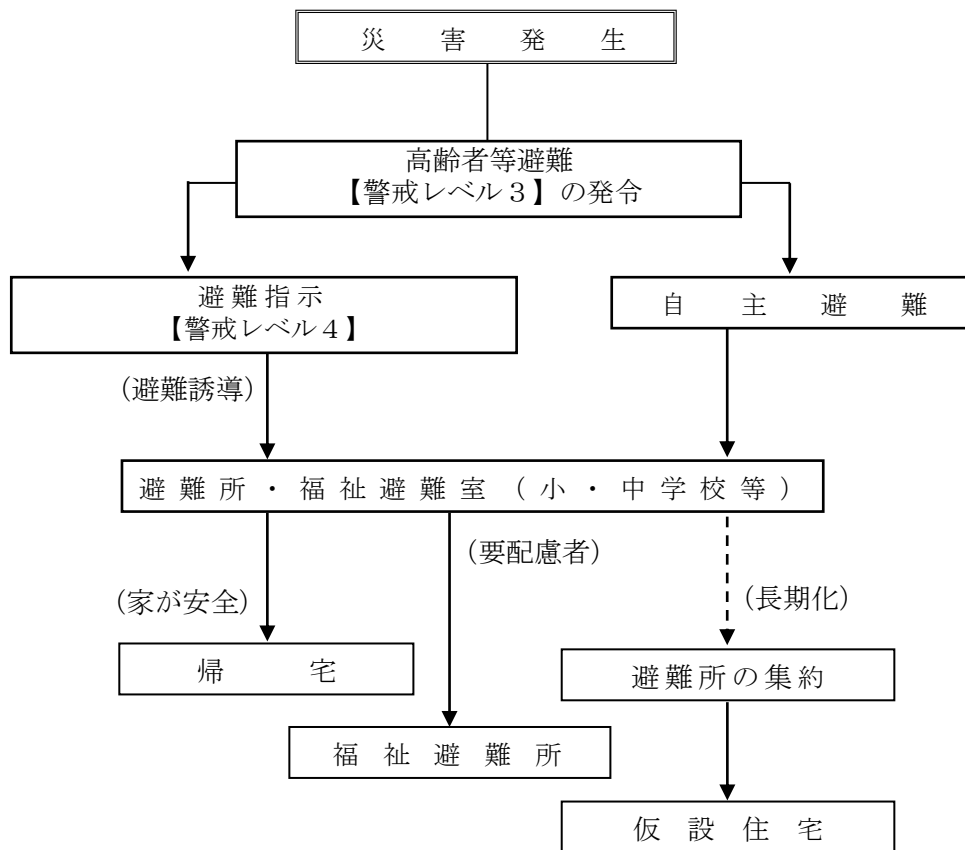 災害発生
高齢者等避難
【警戒レベル３】の発令
避難指示
【警戒レベル４】
自主避難
(避難誘導)
避難所・福祉避難室（小・中学校等）
(要配慮者)
(家が安全)
(長期化)
帰宅
避難所の集約
福祉避難所
仮設住宅